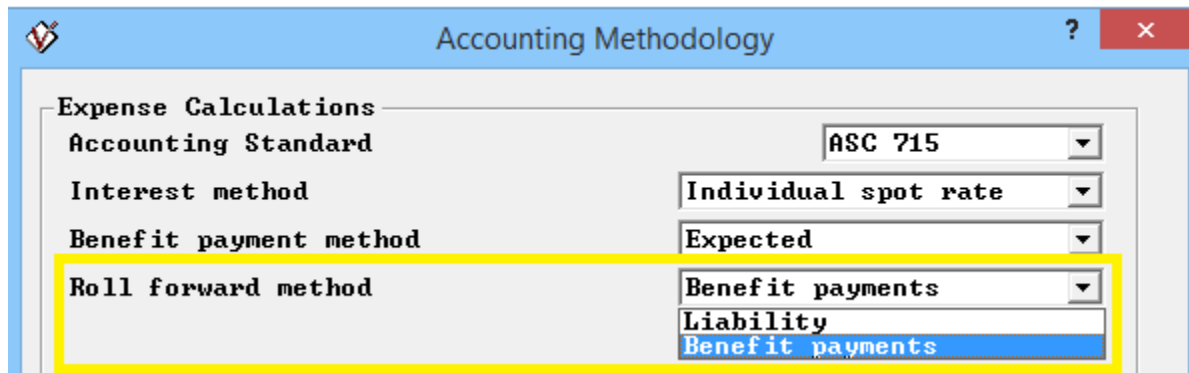 Accounting Methodology ? ×
Expense Calculations
Accounting Standard ASC 715
Interest method Individual spot rate
Benefit payment method Expected
Roll forward method Benefit payments
Liability
Benefit payments